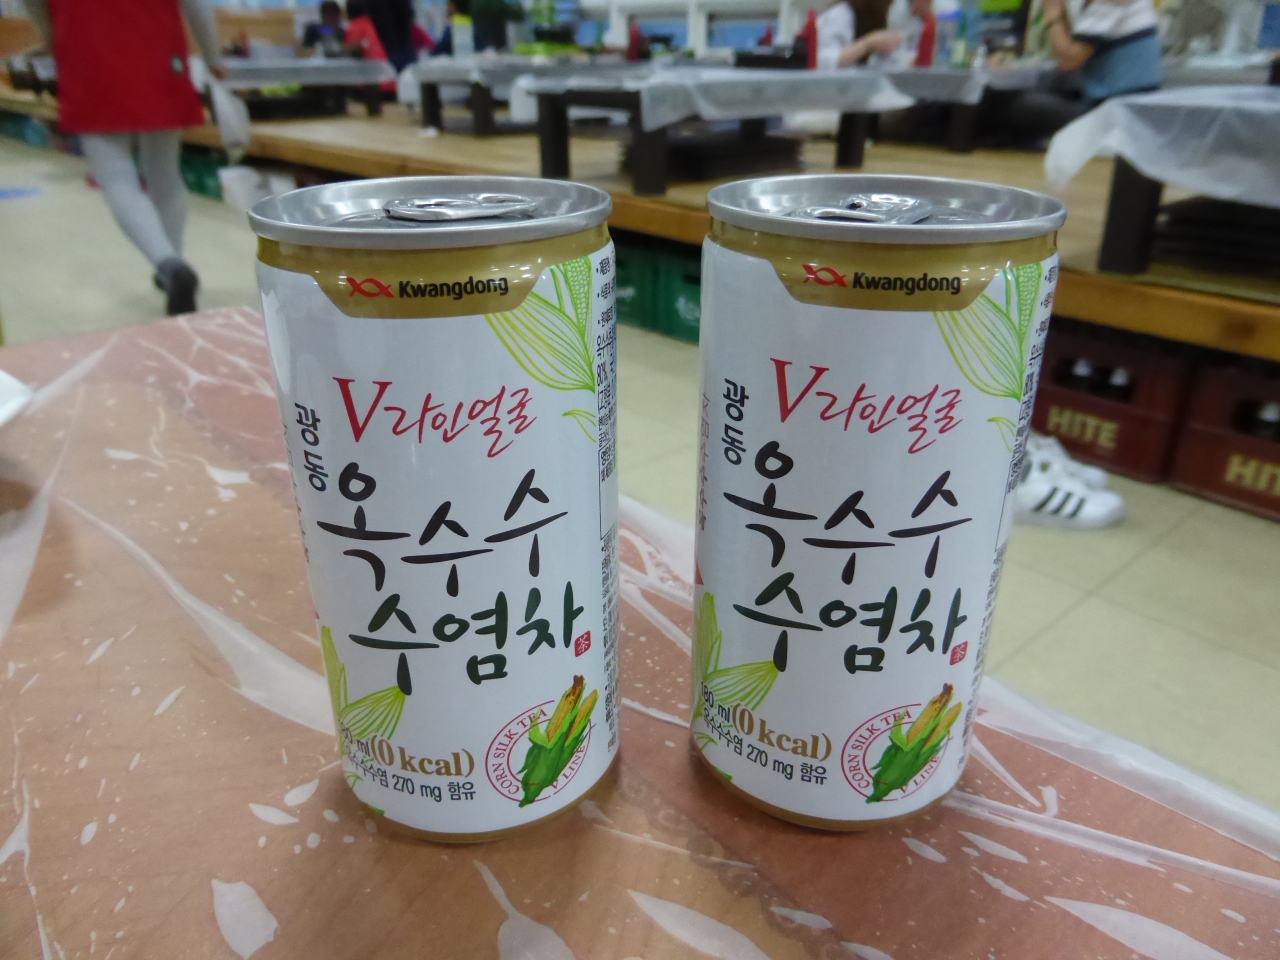 Kwangdong
광동
V라인얼굴
옥수수
수염차
茶
ml (0 kcal)
옥수수수염 270 mg 함유
CORN SILK TEA
V LINE
Kwangdong
광동
V라인얼굴
옥수수
수염차
茶
180 ml (0 kcal)
옥수수수염 270 mg 함유
CORN SILK TEA
V LINE
HITE